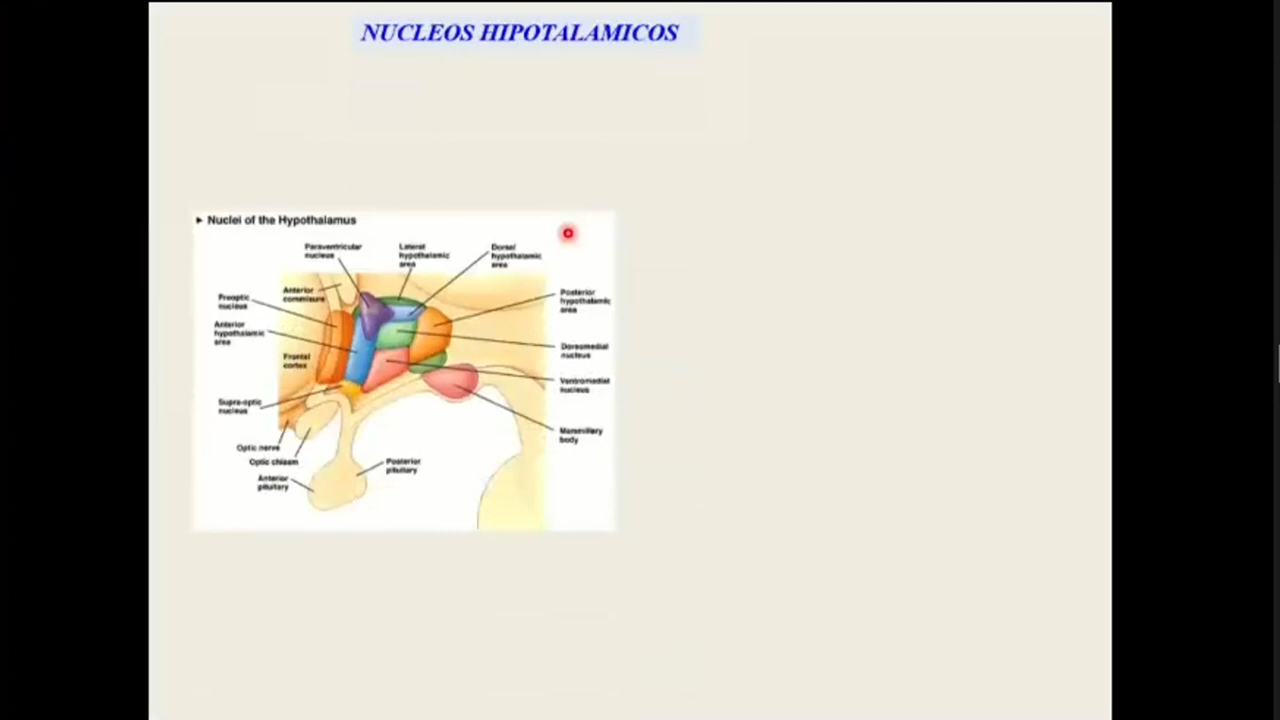 NUCLEOS HIPOTALAMICOS
Nuclei of the Hypothalamus
Paraventricular
nucleus
Lateral
hypothalamic
area
Dorsal
hypothalamic
area
Anterior
commissure
Preoptic
nucleus
Posterior
hypothalamic
area
Anterior
hypothalamic
area
Frontal
cortex
Dorsomedial
nucleus
Ventromedial
nucleus
Supra-optic
nucleus
Mammillary
body
Optic nerve
Optic chiasm
Posterior
pituitary
Anterior
pituitary